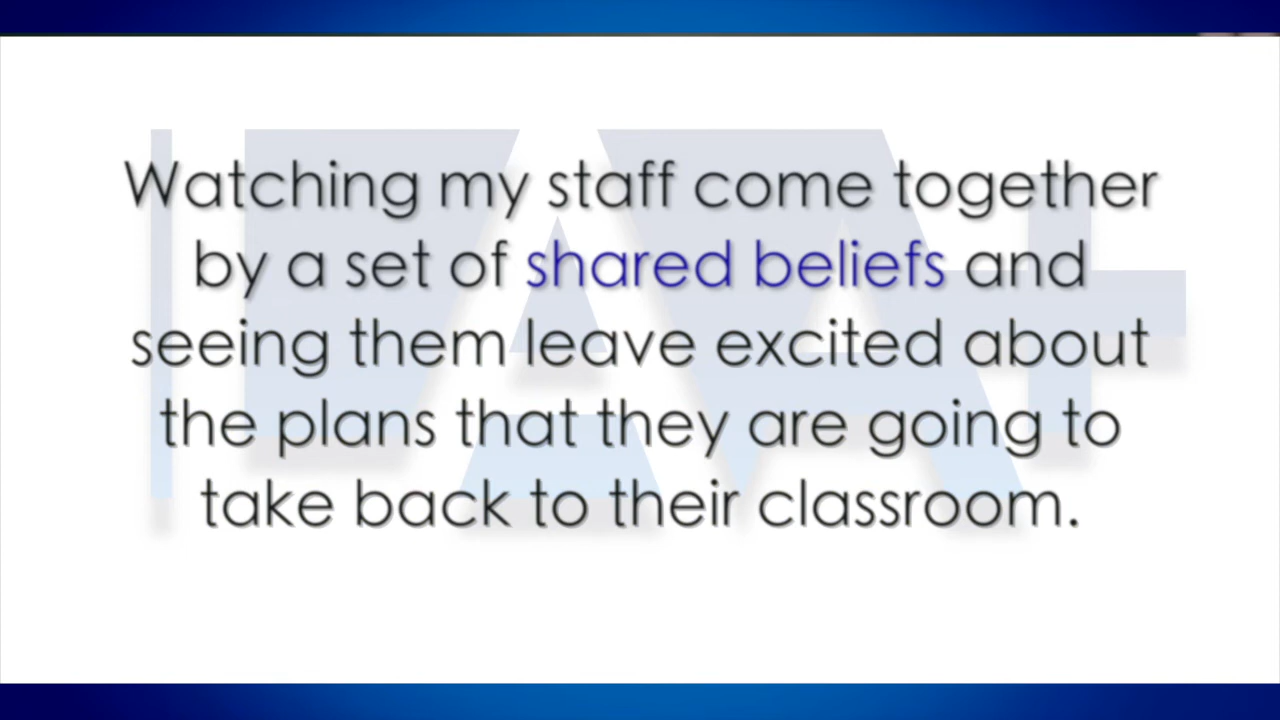 Watching my staff come together
by a set of shared beliefs and
seeing them leave excited about
the plans that they are going to
take back to their classroom.